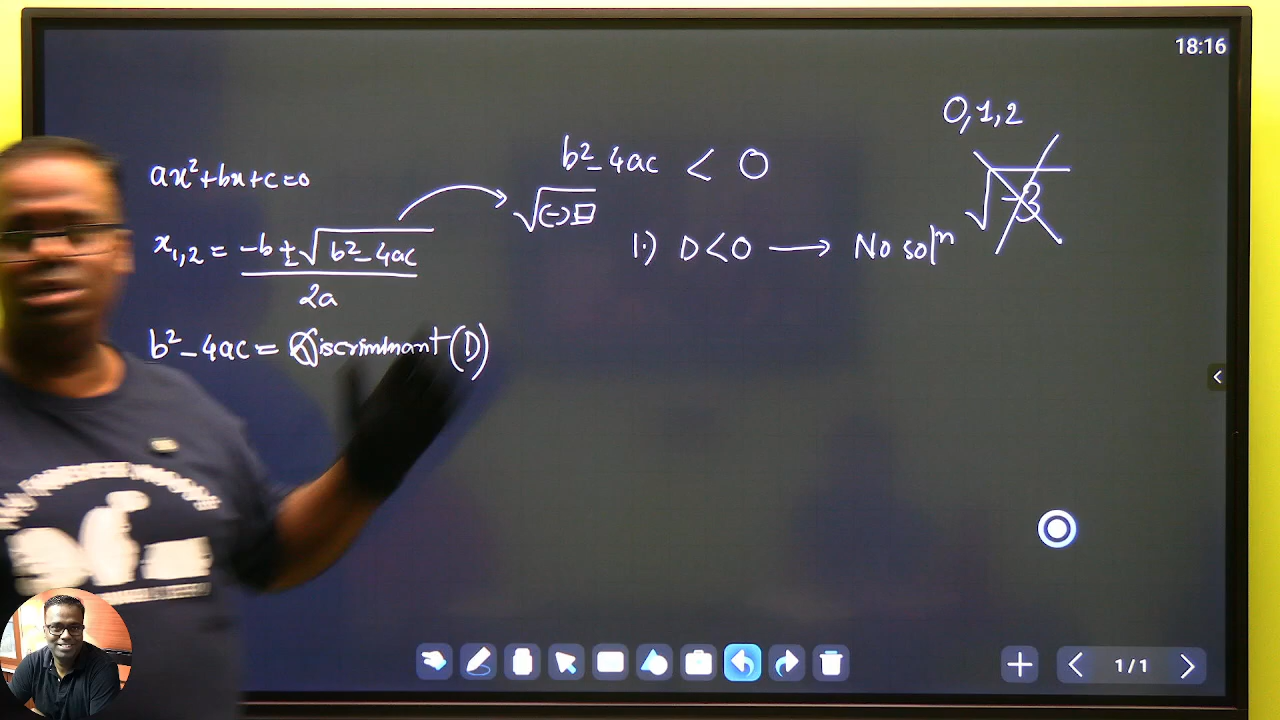 18:16
0,1,2
ax²+bx+c=0
b²-4ac < 0
√-3
√(-)□
x₁,₂ = -b ± √b²-4ac
2a
1.) D<0 → No solⁿ
b²-4ac = Discriminant (D)
1/1